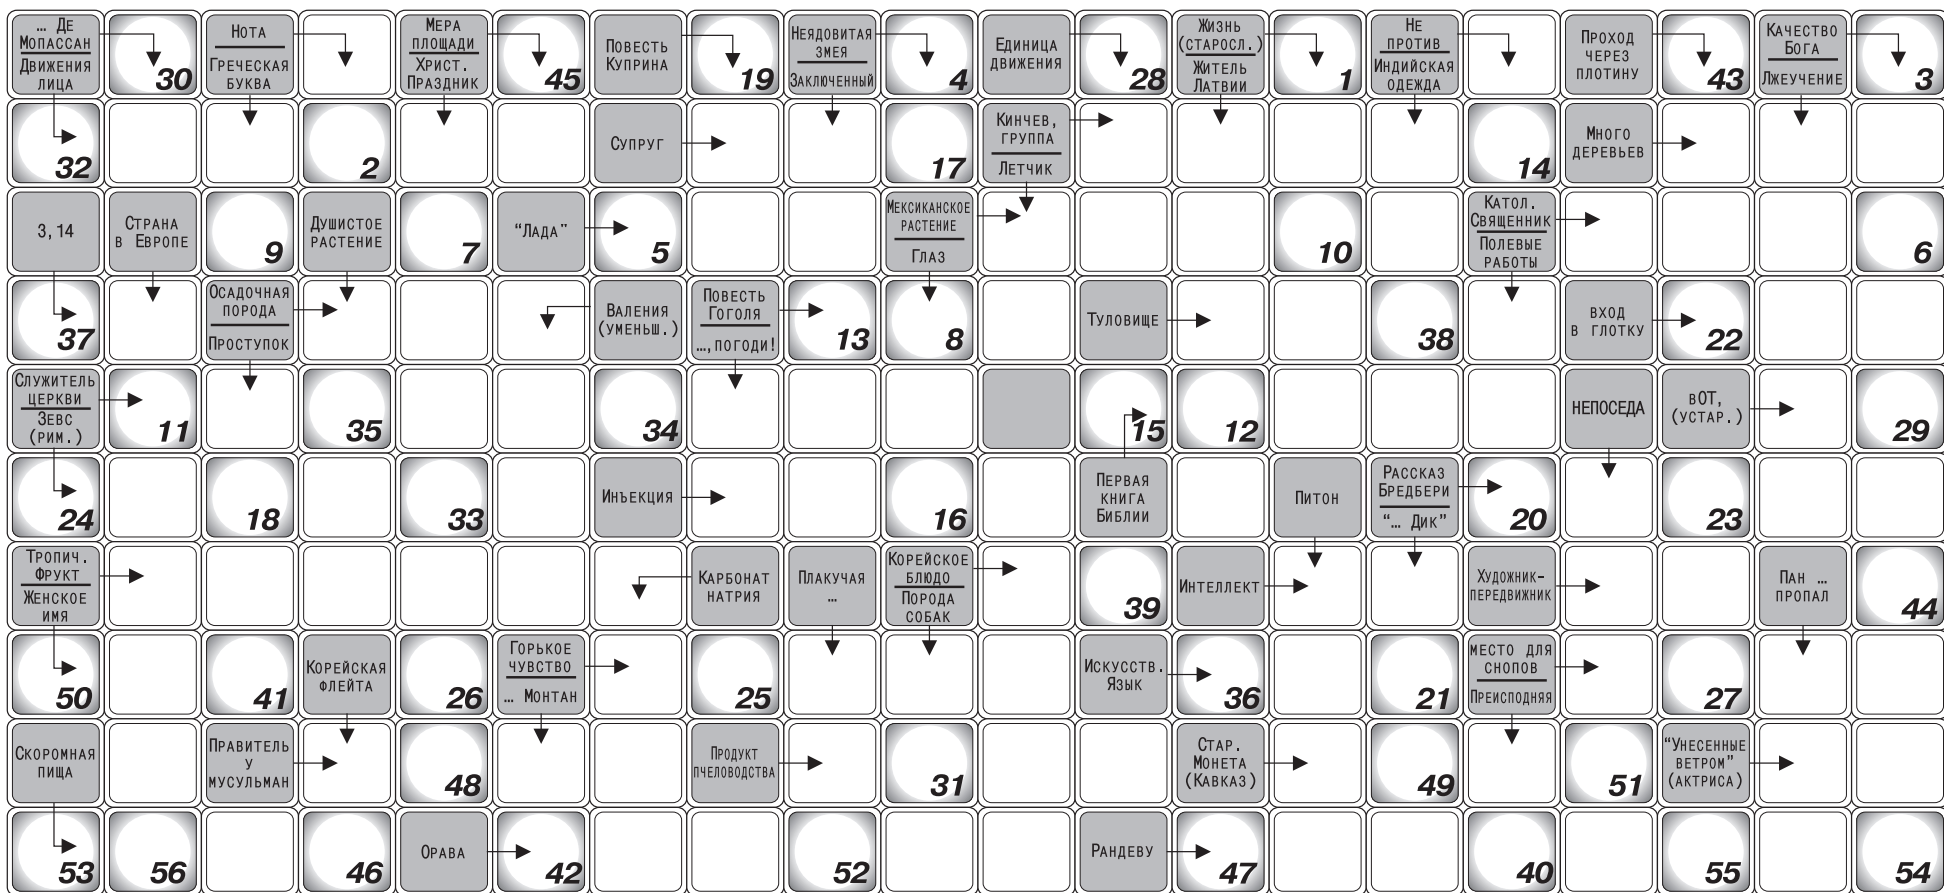 ... Де
Мопассан
Движения
лица
30
Нота
Греческая
буква
Мера
площади
Христ.
Праздник
45
Повесть
Куприна
19
Неядовитая
змея
Заключенный
4
Единица
движения
28
Жизнь
(старосл.)
Житель
Латвии
1
Не
против
Индийская
одежда
Проход
через
плотину
43
Качество
Бога
Лжеучение
3
32
2
Супруг
17
Кинчев,
группа
Летчик
14
Много
деревьев
3,14
Страна
в Европе
9
Душистое
растение
7
"Лада"
5
Мексиканское
растение
Глаз
10
Катол.
Священник
Полевые
работы
6
37
Осадочная
порода
Проступок
Валения
(уменьш.)
Повесть
Гоголя
...,погоди!
13
8
Туловище
38
вход
в глотку
22
Служитель
церкви
Зевс
(рим.)
11
35
34
15
12
НЕПОСЕДА
вОТ,
(устар.)
29
24
18
33
Инъекция
16
Первая
книга
Библии
Питон
Рассказ
Бредбери
"... Дик"
20
23
Тропич.
Фрукт
Женское
имя
Карбонат
натрия
Плакучая
...
Корейское
блюдо
Порода
собак
39
Интеллект
Художник-
передвижник
Пан ...
пропал
44
50
41
Корейская
флейта
26
Горькое
чувство
... Монтан
25
Искусств.
Язык
36
21
место для
снопов
Преисподняя
27
Скоромная
пища
Правитель
у
мусульман
48
Продукт
пчеловодства
31
Стар.
Монета
(Кавказ)
49
51
"Унесенные
ветром"
(актриса)
53
56
46
Орава
42
52
Рандеву
47
40
55
54